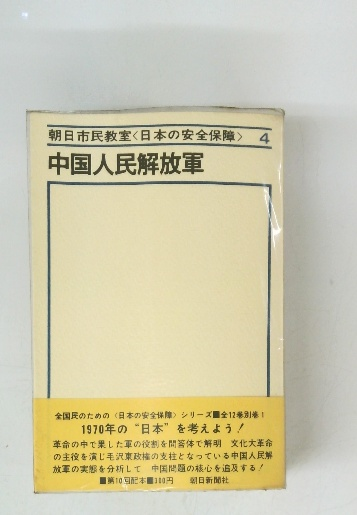 朝日市民教室〈日本の安全保障〉 4
中国人民解放軍
全国民のための〈日本の安全保障〉シリーズ■全12巻別巻1
1970年の“日本”を考えよう!
革命の中で果した軍の役割を問答体で解明 文化大革命
の主役を演じ毛沢東政権の支柱となっている中国人民解
放軍の実態を分析して 中国問題の核心を追及する!
■第10回配本■300円 朝日新聞社